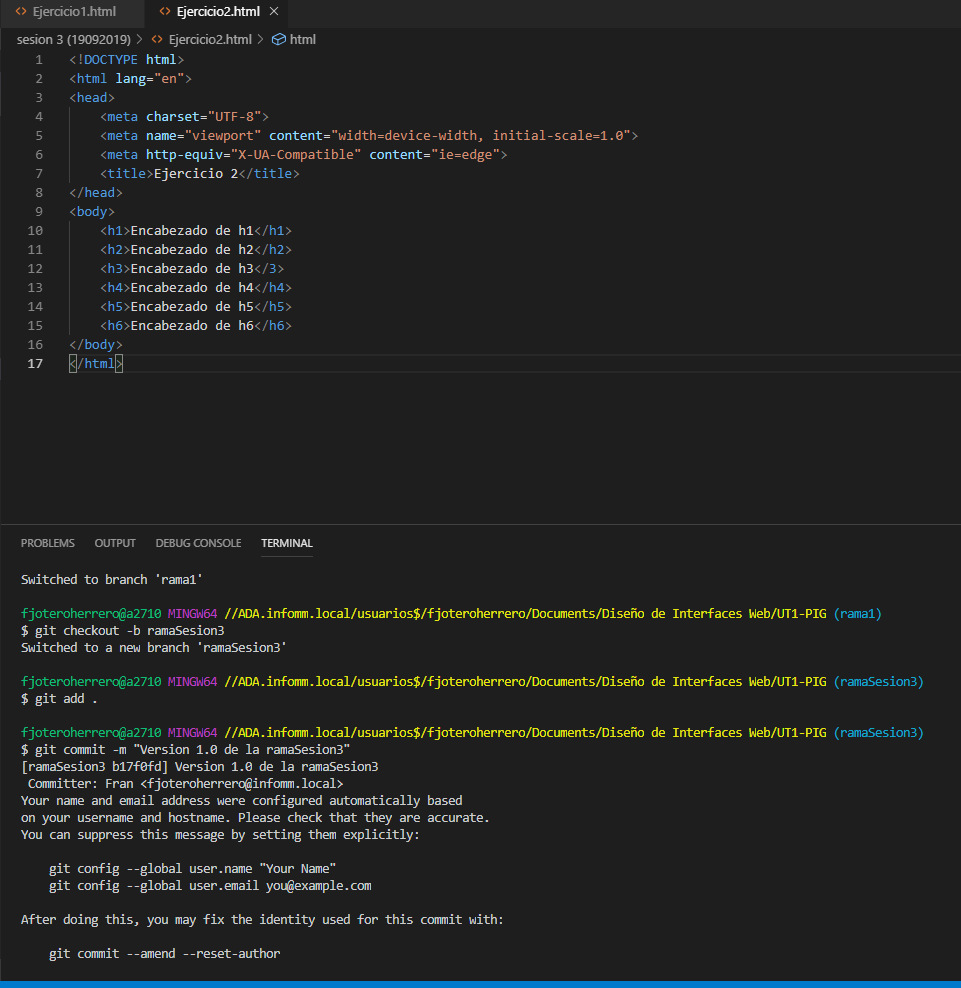 Ejercicio1.html Ejercicio2.html
sesion 3 (19092019) > Ejercicio2.html > html
1 <!DOCTYPE html>
2 <html lang="en">
3 <head>
4 <meta charset="UTF-8">
5 <meta name="viewport" content="width=device-width, initial-scale=1.0">
6 <meta http-equiv="X-UA-Compatible" content="ie=edge">
7 <title>Ejercicio 2</title>
8 </head>
9 <body>
10 <h1>Encabezado de h1</h1>
11 <h2>Encabezado de h2</h2>
12 <h3>Encabezado de h3</3>
13 <h4>Encabezado de h4</h4>
14 <h5>Encabezado de h5</h5>
15 <h6>Encabezado de h6</h6>
16 </body>
17 </html>
PROBLEMS OUTPUT DEBUG CONSOLE TERMINAL
Switched to branch 'rama1'
fjoteroherrero@a2710 MINGW64 //ADA.infomm.local/usuarios$/fjoteroherrero/Documents/Diseño de Interfaces Web/UT1-PIG (rama1)
$ git checkout -b ramaSesion3
Switched to a new branch 'ramaSesion3'
fjoteroherrero@a2710 MINGW64 //ADA.infomm.local/usuarios$/fjoteroherrero/Documents/Diseño de Interfaces Web/UT1-PIG (ramaSesion3)
$ git add .
fjoteroherrero@a2710 MINGW64 //ADA.infomm.local/usuarios$/fjoteroherrero/Documents/Diseño de Interfaces Web/UT1-PIG (ramaSesion3)
$ git commit -m "Version 1.0 de la ramaSesion3"
[ramaSesion3 b17f0fd] Version 1.0 de la ramaSesion3
Committer: Fran <fjoteroherrero@infomm.local>
Your name and email address were configured automatically based
on your username and hostname. Please check that they are accurate.
You can suppress this message by setting them explicitly:
git config --global user.name "Your Name"
git config --global user.email you@example.com
After doing this, you may fix the identity used for this commit with:
git commit --amend --reset-author